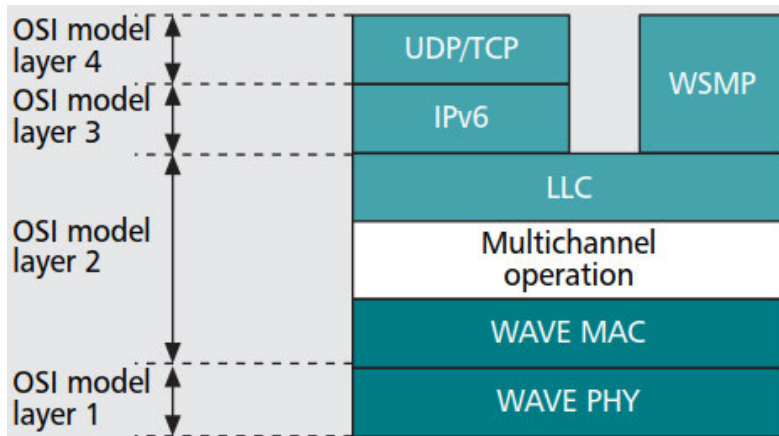 OSI model
layer 4
UDP/TCP
WSMP
OSI model
layer 3
IPv6
LLC
OSI model
layer 2
Multichannel
operation
WAVE MAC
OSI model
layer 1
WAVE PHY